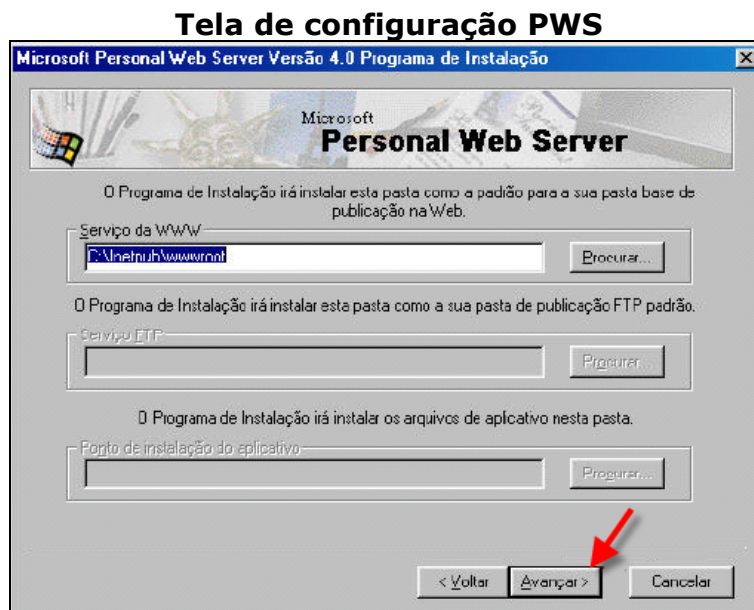 Tela de configuração PWS
Microsoft Personal Web Server Versão 4.0 Programa de Instalação
Microsoft
Personal Web Server
O Programa de Instalação irá instalar esta pasta como a padrão para a sua pasta base de
publicação na Web.
Serviço da WWW
C:\Inetpub\wwwroot
Procurar...
O Programa de Instalação irá instalar esta pasta como a sua pasta de publicação FTP padrão.
Serviço FTP
Procurar...
O Programa de Instalação irá instalar os arquivos de aplicativo nesta pasta.
Ponto de instalação do aplicativo
Procurar...
< Voltar Avançar > Cancelar